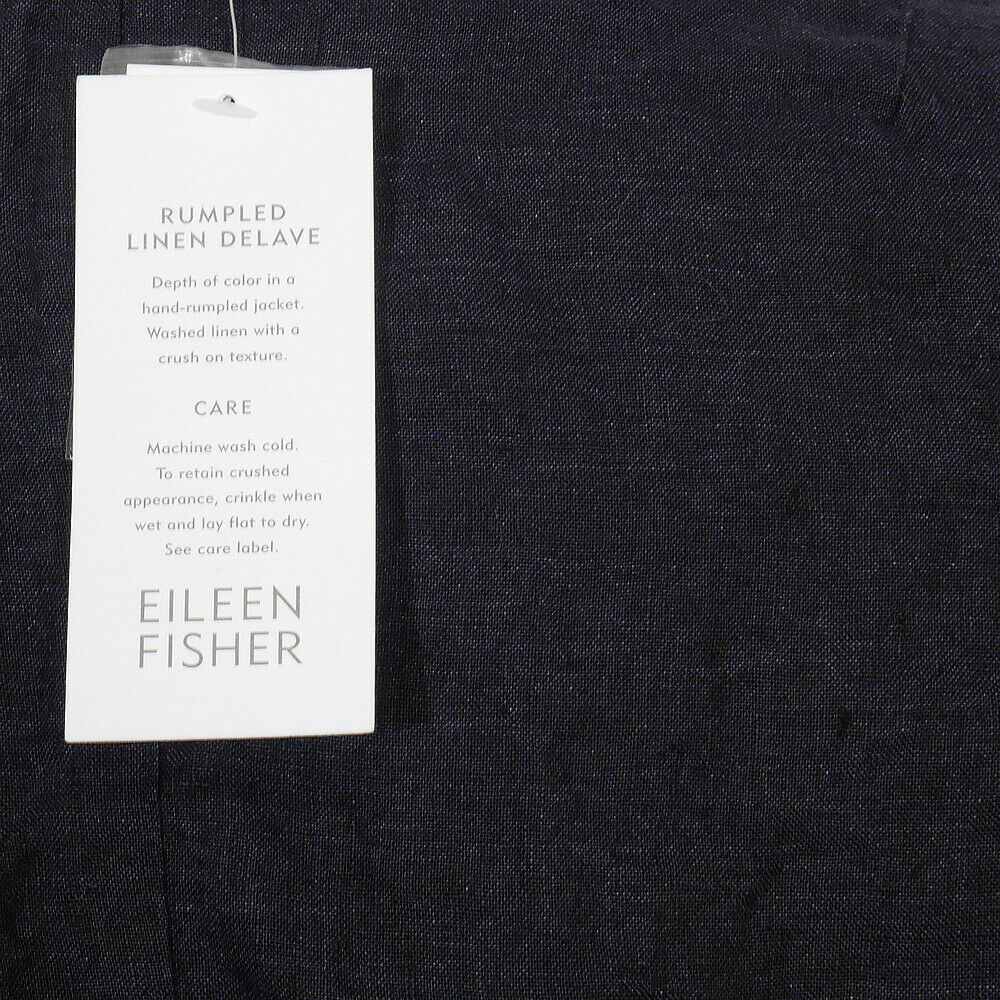 RUMPLED
LINEN DELAVE
Depth of color in a
hand-rumpled jacket.
Washed linen with a
crush on texture.
CARE
Machine wash cold.
To retain crushed
appearance, crinkle when
wet and lay flat to dry.
See care label.
EILEEN
FISHER